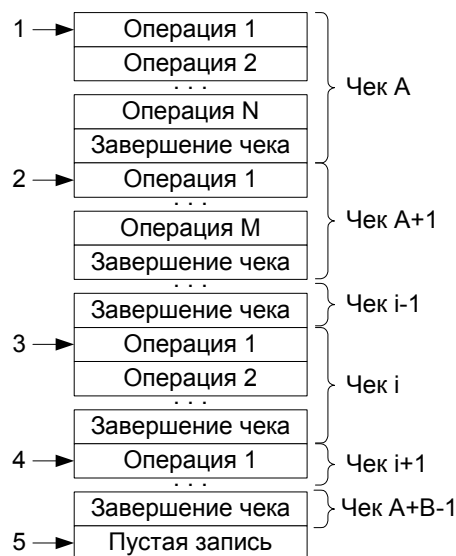 1
Операция 1
Операция 2
. . .
Операция N
Завершение чека
Чек A
2
Операция 1
. . .
Операция M
Завершение чека
Чек A+1
. . .
Завершение чека
Чек i-1
3
Операция 1
Операция 2
. . .
Завершение чека
Чек i
4
Операция 1
Чек i+1
. . .
Завершение чека
Чек A+B-1
5
Пустая запись